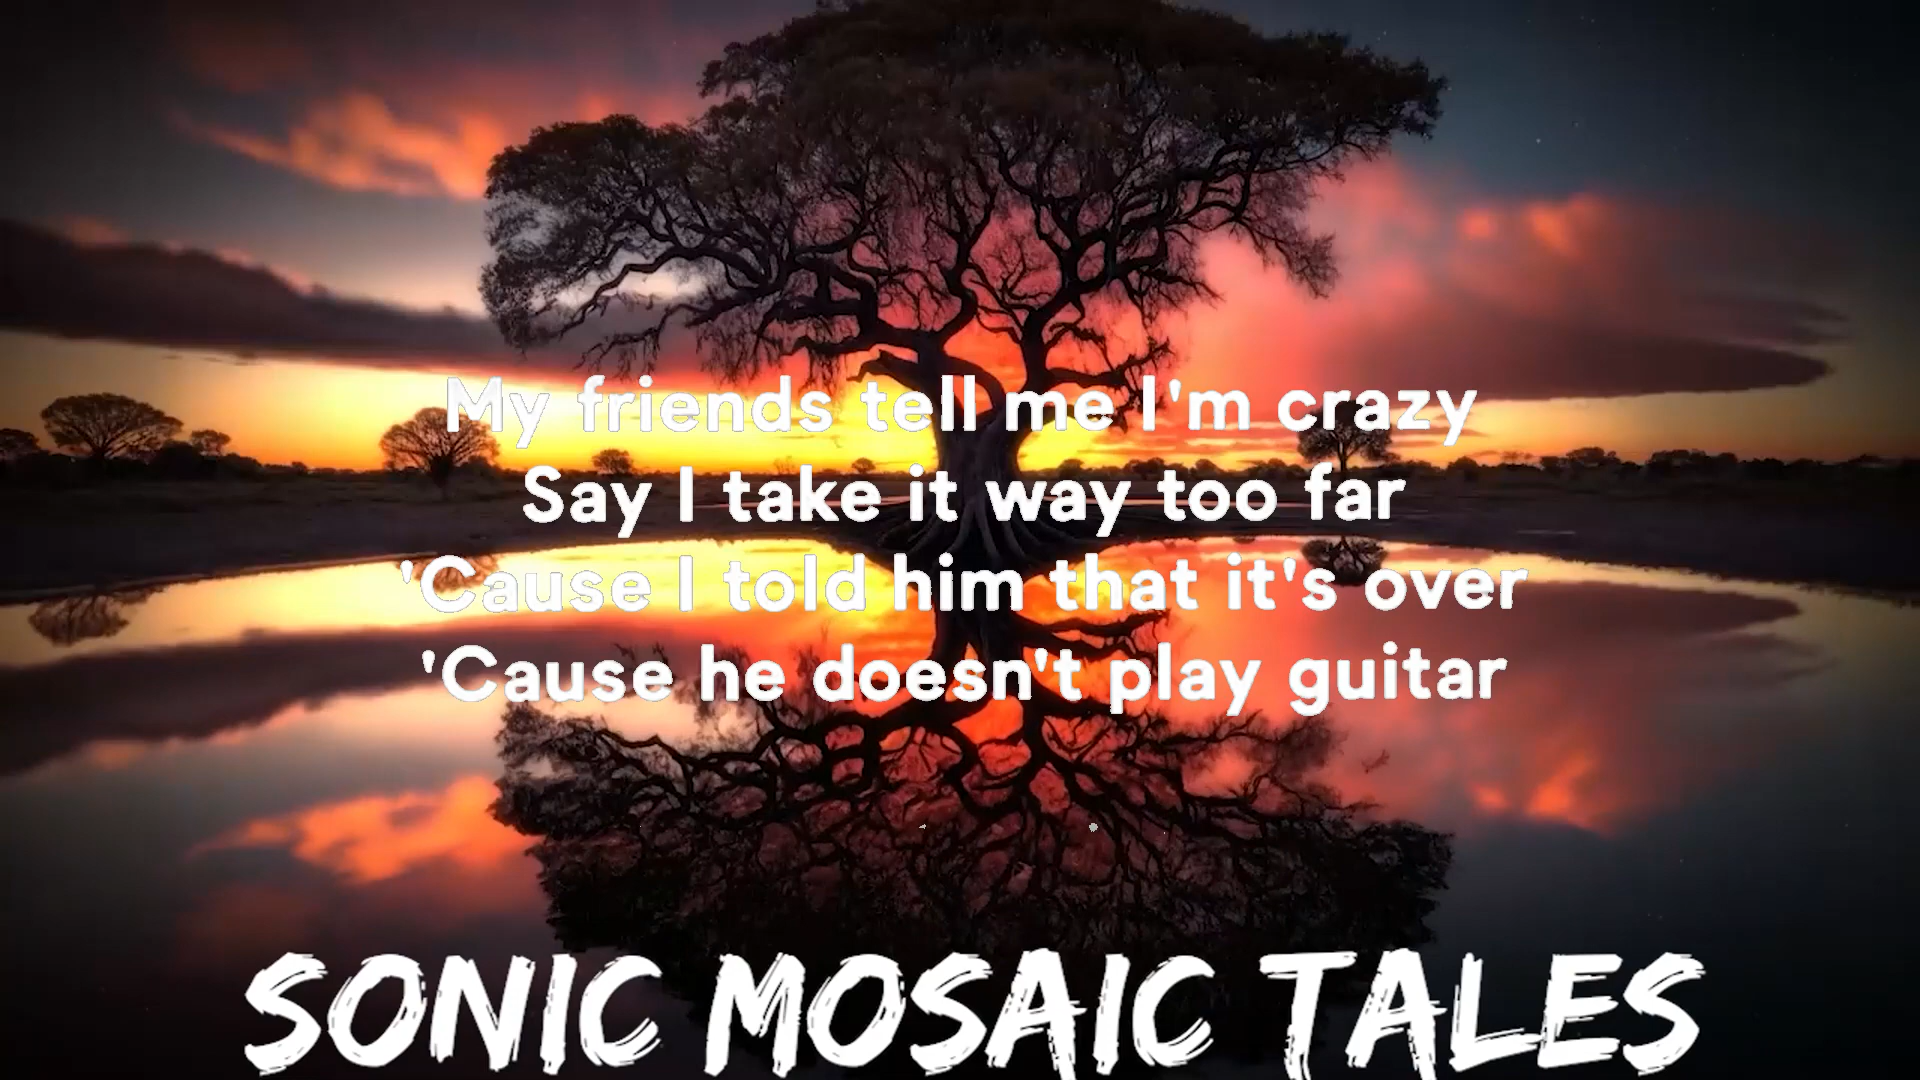 My friends tell me I'm crazy
Say I take it way too far
'Cause I told him that it's over
'Cause he doesn't play guitar
SONIC MOSAIC TALES